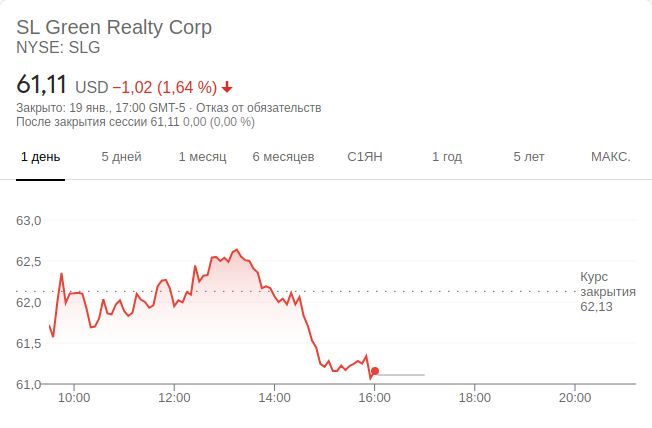 SL Green Realty Corp
NYSE: SLG
61,11 USD −1,02 (1,64 %)
Закрыто: 19 янв., 17:00 GMT-5 · Отказ от обязательств
После закрытия сессии 61,11 0,00 (0,00 %)
1 день 5 дней 1 месяц 6 месяцев С1ЯН 1 год 5 лет МАКС.
63,0
62,5
Курс
закрытия
62,13
62,0
61,5
61,0
10:00 12:00 14:00 16:00 18:00 20:00